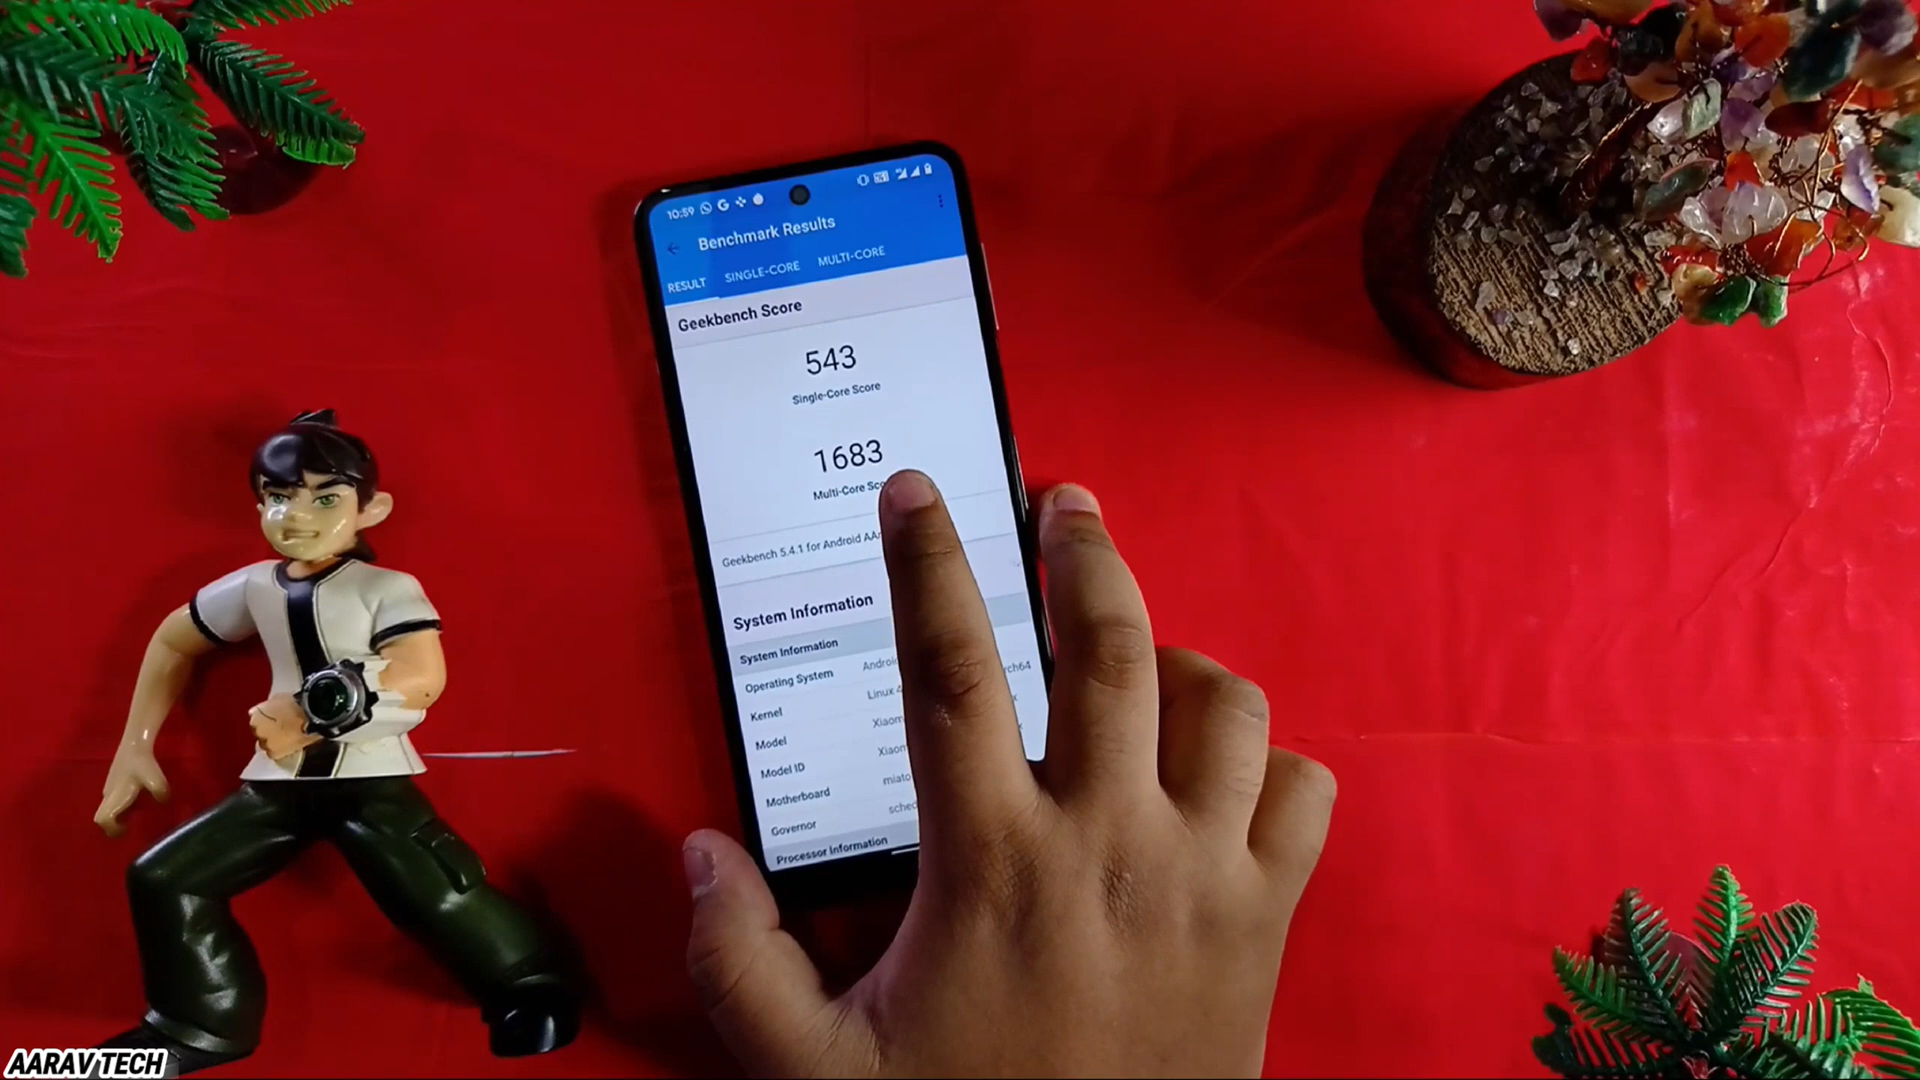 10:59
Benchmark Results
RESULT SINGLE-CORE MULTI-CORE
Geekbench Score
543
Single-Core Score
1683
Multi-Core
Geekbench 5.4.1 for Android
System Information
System Information
Operating System
Kernel Linux
Model
Model ID
Motherboard
Governor
Processor Information
AARAV TECH